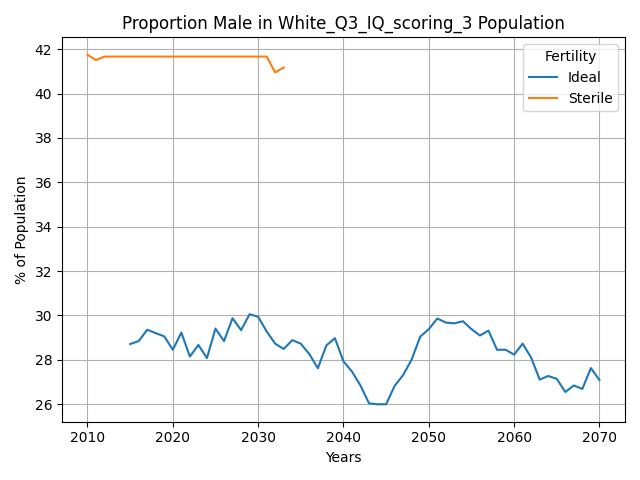 Proportion Male in White_Q3_IQ_scoring_3 Population
% of Population
42
40
38
36
34
32
30
28
26
Fertility
Ideal
Sterile
2010 2020 2030 2040 2050 2060 2070
Years